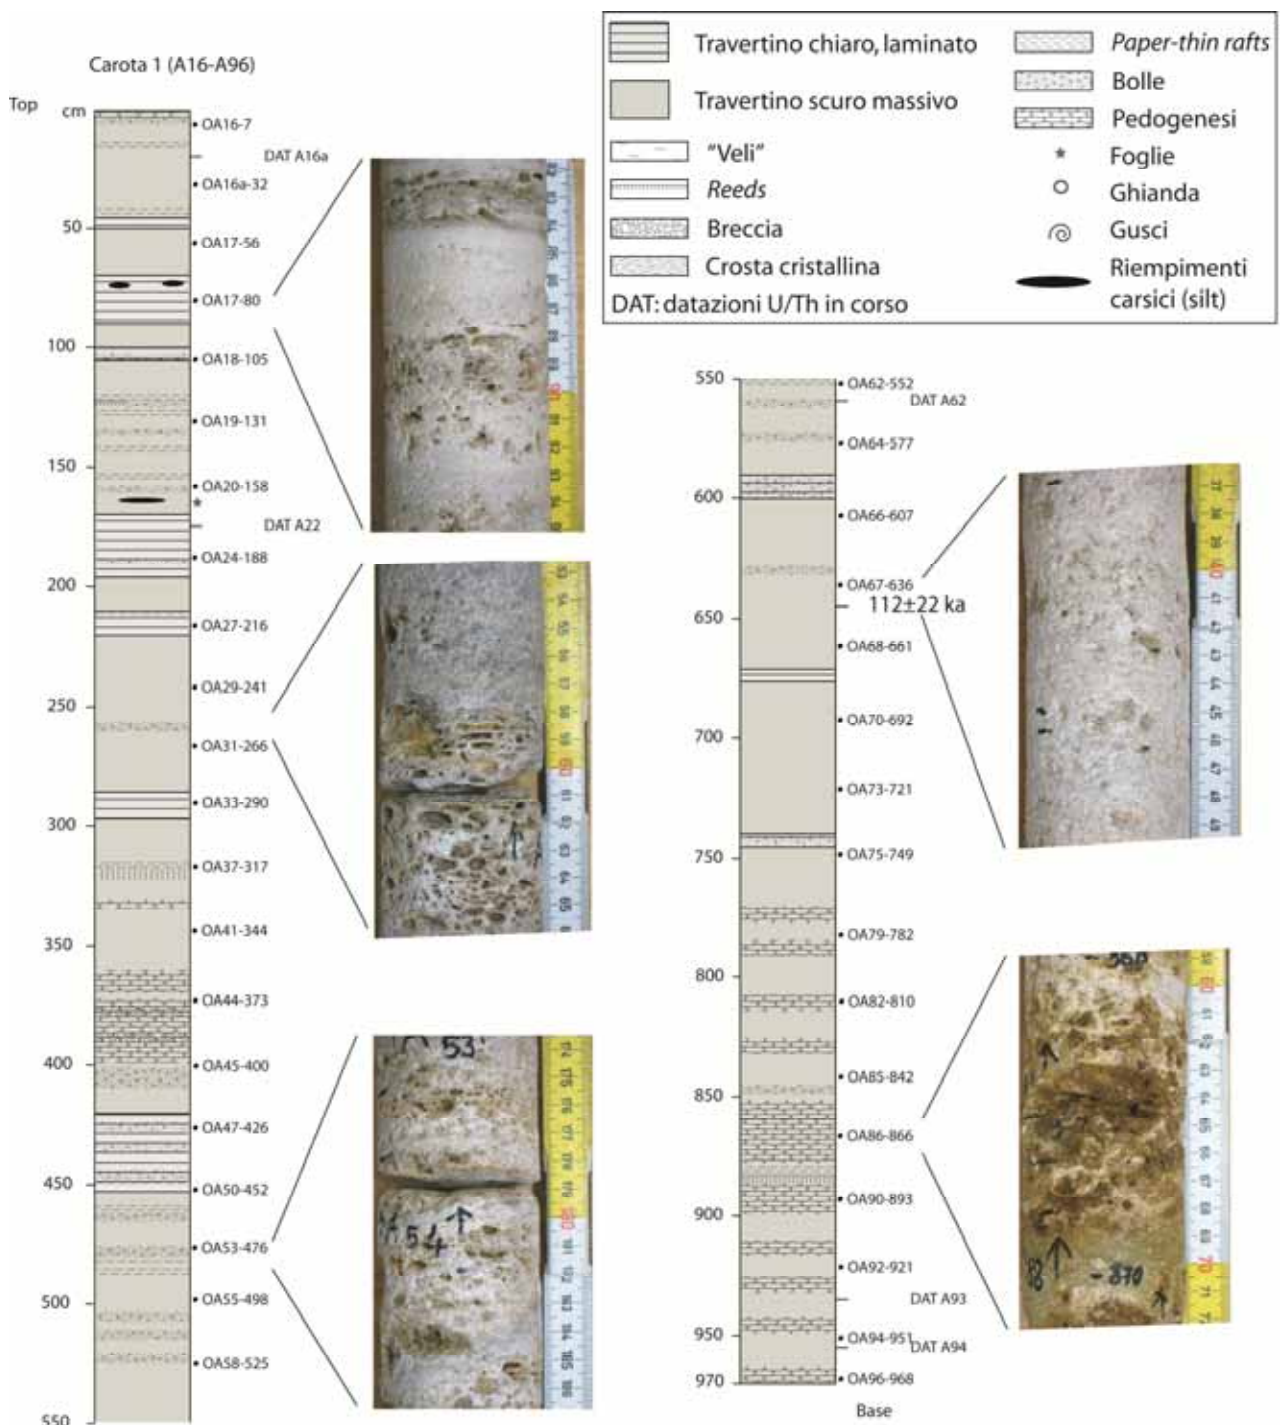 Carota 1 (A16-A96)
Top
cm
OA16-7
DAT A16a
OA16a-32
50
OA17-56
OA17-80
100
OA18-105
OA19-131
150
OA20-158
DAT A22
OA24-188
200
OA27-216
OA29-241
250
OA31-266
OA33-290
300
OA37-317
OA41-344
350
OA44-373
OA45-400
400
OA47-426
450
OA50-452
OA53-476
500
OA55-498
OA58-525
550
53
54
Travertino chiaro, laminato
Travertino scuro massivo
"Veli"
Reeds
Breccia
Crosta cristallina
DAT: datazioni U/Th in corso
Paper-thin rafts
Bolle
Pedogenesi
Foglie
Ghianda
Gusci
Riempimenti
carsici (silt)
550
OA62-552
DAT A62
OA64-577
600
OA66-607
OA67-636
112±22 ka
650
OA68-661
OA70-692
700
OA73-721
750
OA75-749
OA79-782
800
OA82-810
OA85-842
850
OA86-866
OA90-893
900
OA92-921
DAT A93
950
OA94-951
DAT A94
970
OA96-968
Base
-870